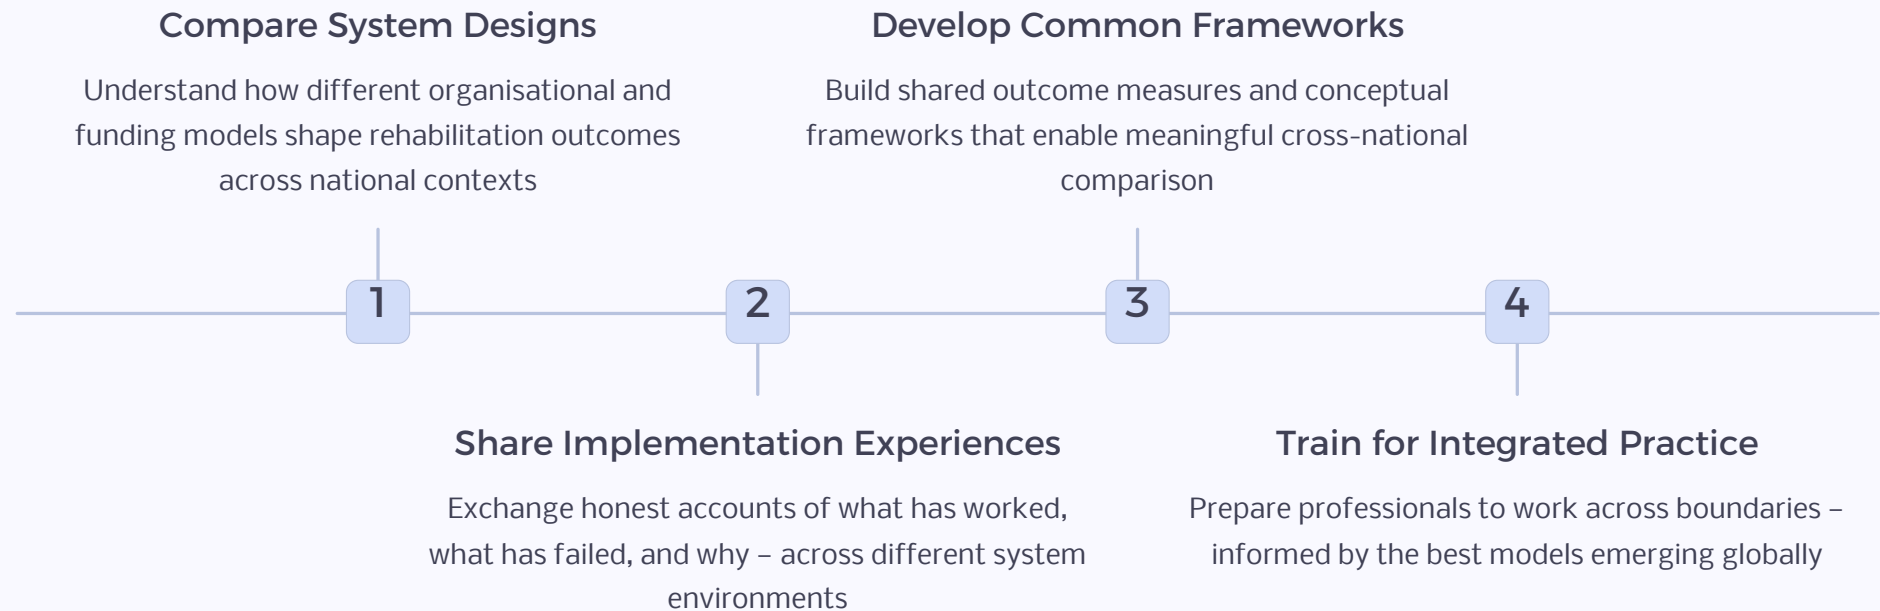 Compare System Designs
Understand how different organisational and
funding models shape rehabilitation outcomes
across national contexts
1
2
Share Implementation Experiences
Exchange honest accounts of what has worked,
what has failed, and why – across different system
environments
Develop Common Frameworks
Build shared outcome measures and conceptual
frameworks that enable meaningful cross-national
comparison
3
4
Train for Integrated Practice
Prepare professionals to work across boundaries –
informed by the best models emerging globally